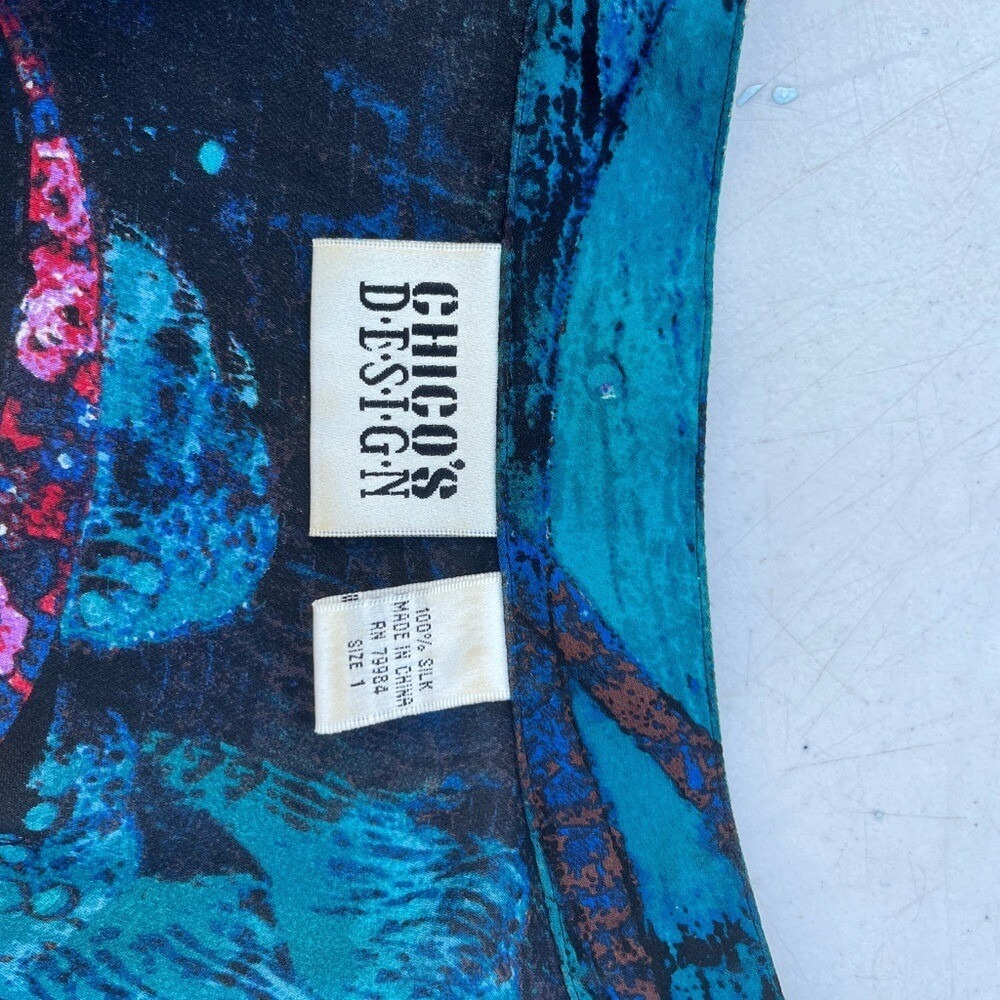 CHICO'S
D·E·S·I·G·N
100% SILK
MADE IN CHINA
RN 79984
SIZE 1